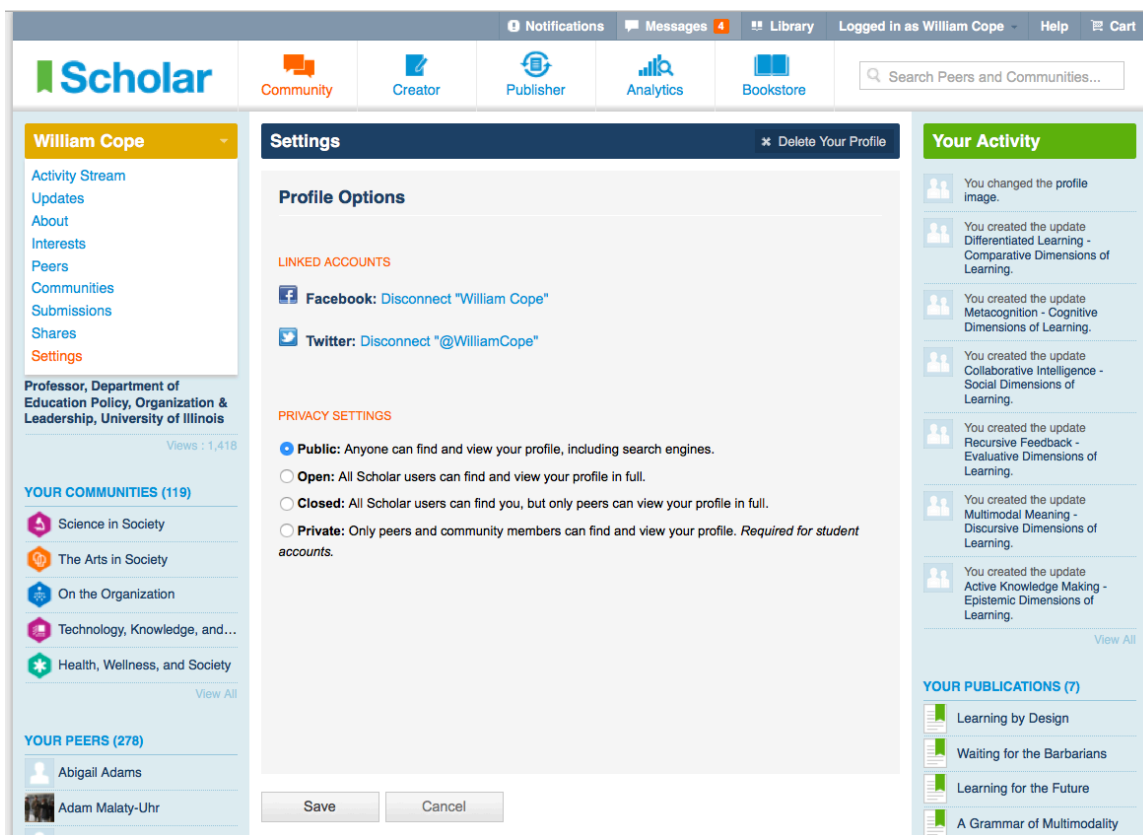 Notifications
Messages 4
Library
Logged in as William Cope
Help
Cart
Scholar
Community
Creator
Publisher
Analytics
Bookstore
Search Peers and Communities...
William Cope
Activity Stream
Updates
About
Interests
Peers
Communities
Submissions
Shares
Settings
Professor, Department of
Education Policy, Organization &
Leadership, University of Illinois
Views : 1,418
YOUR COMMUNITIES (119)
Science in Society
The Arts in Society
On the Organization
Technology, Knowledge, and...
Health, Wellness, and Society
View All
YOUR PEERS (278)
Abigail Adams
Adam Malaty-Uhr
Settings
Delete Your Profile
Profile Options
LINKED ACCOUNTS
Facebook: Disconnect "William Cope"
Twitter: Disconnect "@WilliamCope"
PRIVACY SETTINGS
Public: Anyone can find and view your profile, including search engines.
Open: All Scholar users can find and view your profile in full.
Closed: All Scholar users can find you, but only peers can view your profile in full.
Private: Only peers and community members can find and view your profile. Required for student
accounts.
Save
Cancel
Your Activity
You changed the profile
image.
You created the update
Differentiated Learning -
Comparative Dimensions of
Learning.
You created the update
Metacognition - Cognitive
Dimensions of Learning.
You created the update
Collaborative Intelligence -
Social Dimensions of
Learning.
You created the update
Recursive Feedback -
Evaluative Dimensions of
Learning.
You created the update
Multimodal Meaning -
Discursive Dimensions of
Learning.
You created the update
Active Knowledge Making -
Epistemic Dimensions of
Learning.
View All
YOUR PUBLICATIONS (7)
Learning by Design
Waiting for the Barbarians
Learning for the Future
A Grammar of Multimodality